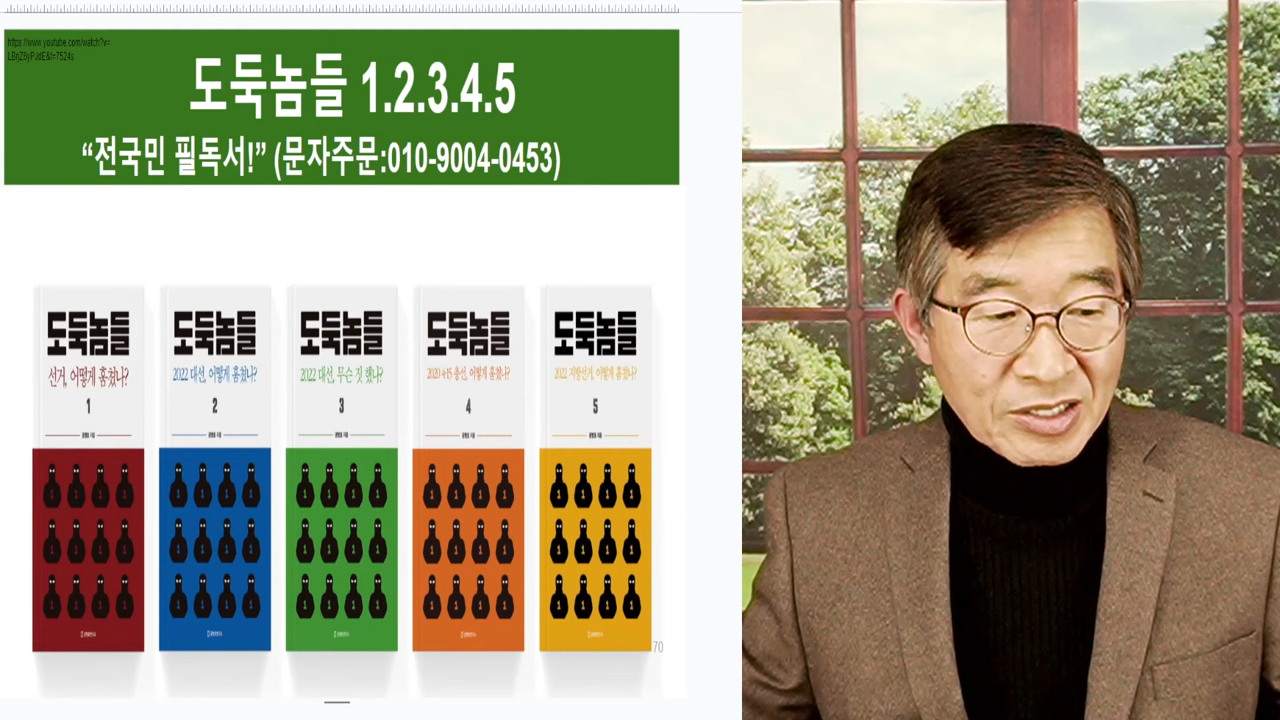 https://www.youtube.com/watch?v=
도둑놈들 1.2.3.4.5
“전국민 필독서!” (문자주문:010-9004-0453)
도둑놈들
선거, 어떻게 훔쳤나?
1
도둑놈들
2022 대선, 어떻게 훔쳤나?
2
도둑놈들
2022 대선, 무슨 짓 했나?
3
도둑놈들
2020 4·15 총선, 어떻게 훔쳤나?
4
도둑놈들
2022 지방선거, 어떻게 훔쳤나?
5
70